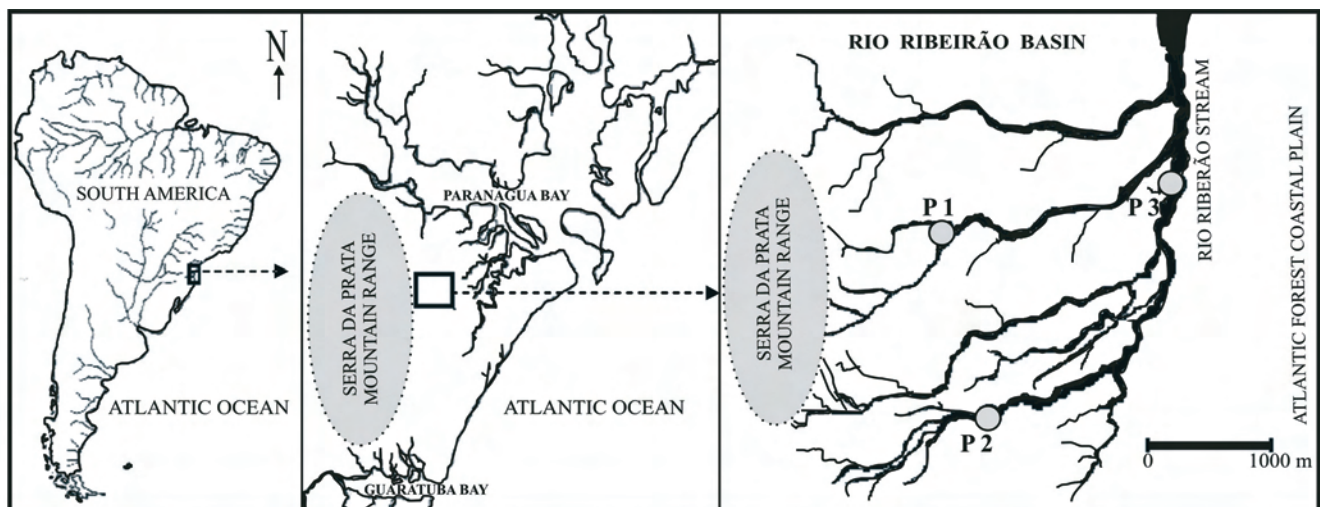 N
SOUTH AMERICA
ATLANTIC OCEAN
PARANAGUA BAY
SERRA DA PRATA
MOUNTAIN RANGE
ATLANTIC OCEAN
GUARATUBA BAY
RIO RIBEIRÃO BASIN
SERRA DA PRATA
MOUNTAIN RANGE
P 1
P 3
P 2
RIO RIBERÃO STREAM
ATLANTIC FOREST COASTAL PLAIN
0 1000 m